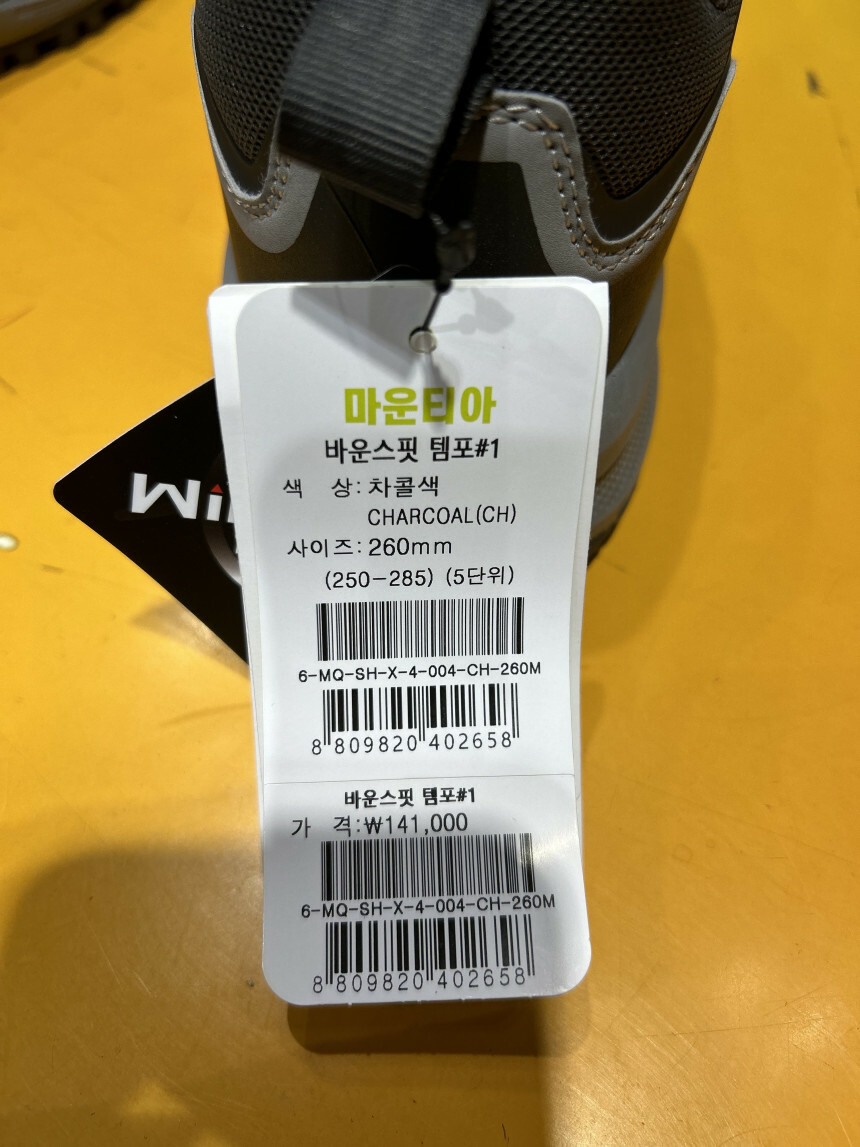 마운티아
바운스핏 템포#1
색 상:차콜색
CHARCOAL(CH)
사이즈:260mm
(250-285) (5단위)
6-MQ-SH-X-4-004-CH-260M
8 809820 402658
바운스핏 템포#1
가 격:₩141,000
6-MQ-SH-X-4-004-CH-260M
8 809820 402658